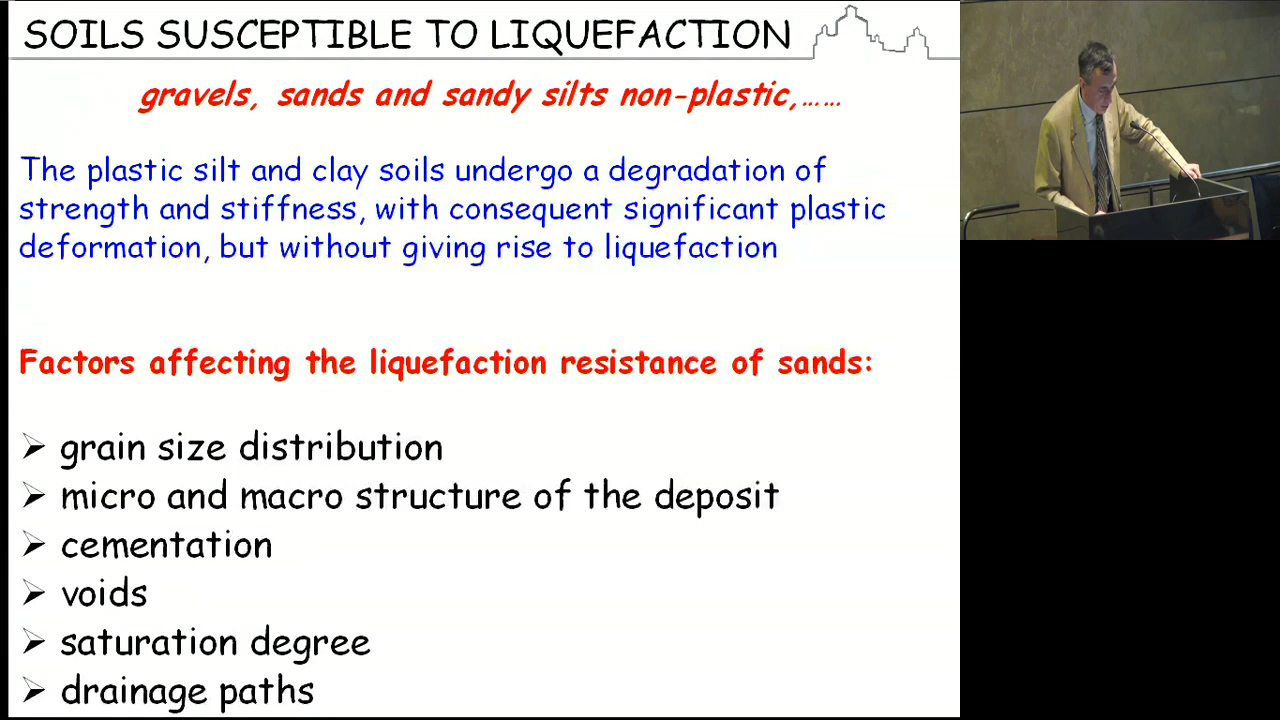 SOILS SUSCEPTIBLE TO LIQUEFACTION
gravels, sands and sandy silts non-plastic,......
The plastic silt and clay soils undergo a degradation of
strength and stiffness, with consequent significant plastic
deformation, but without giving rise to liquefaction
Factors affecting the liquefaction resistance of sands:
➢ grain size distribution
➢ micro and macro structure of the deposit
➢ cementation
➢ voids
➢ saturation degree
➢ drainage paths